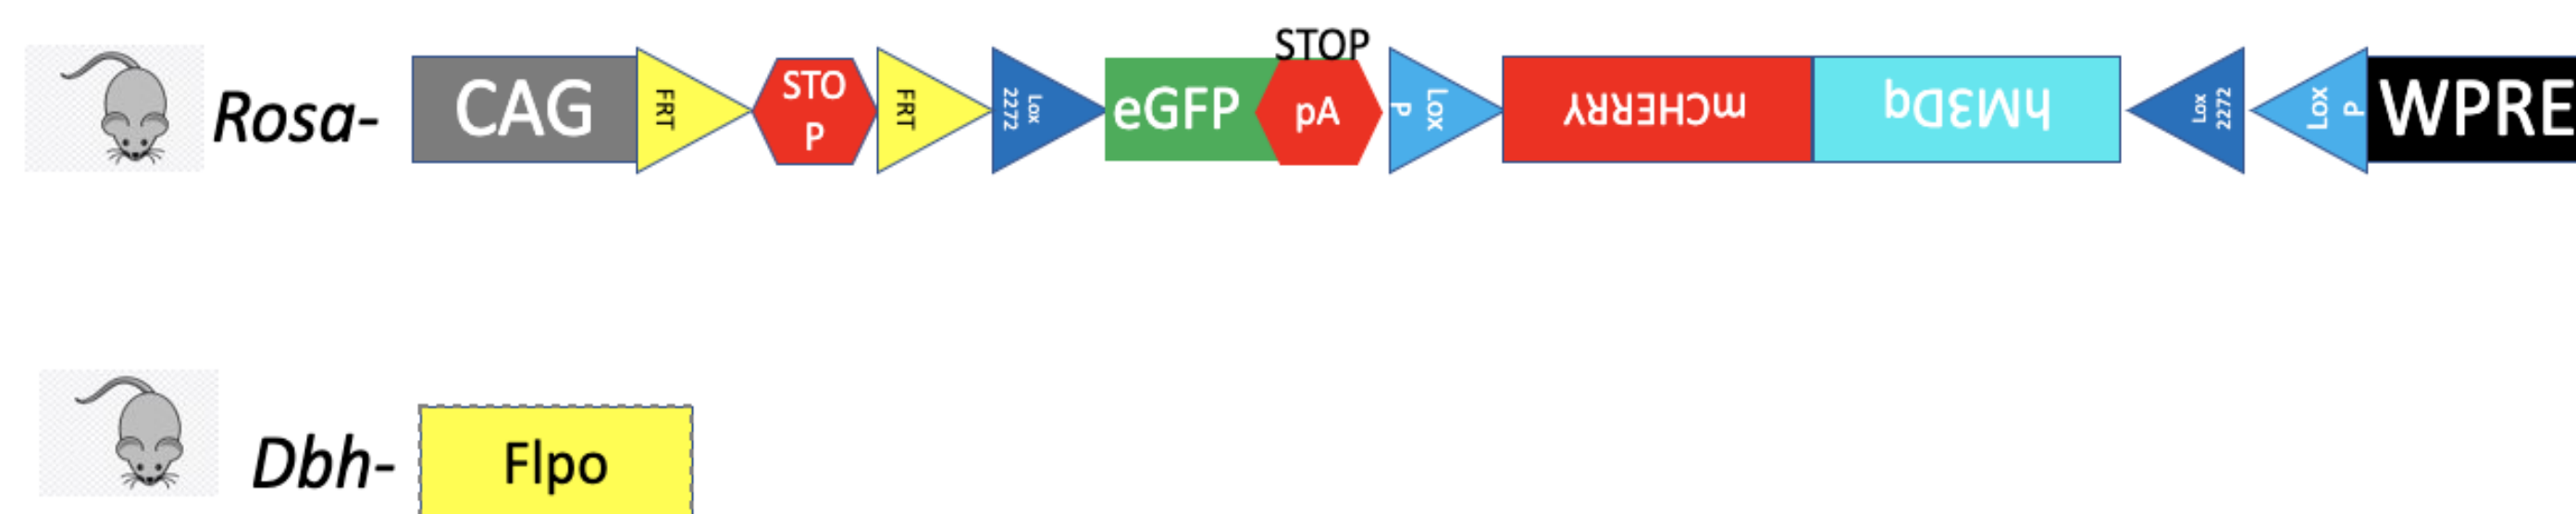 STOP
Rosa- CAG FRT STO P FRT Lox 2272 eGFP pA Lox P mCHERRY hM3Dq Lox 2272 Lox P WPRE
Dbh- Flpo